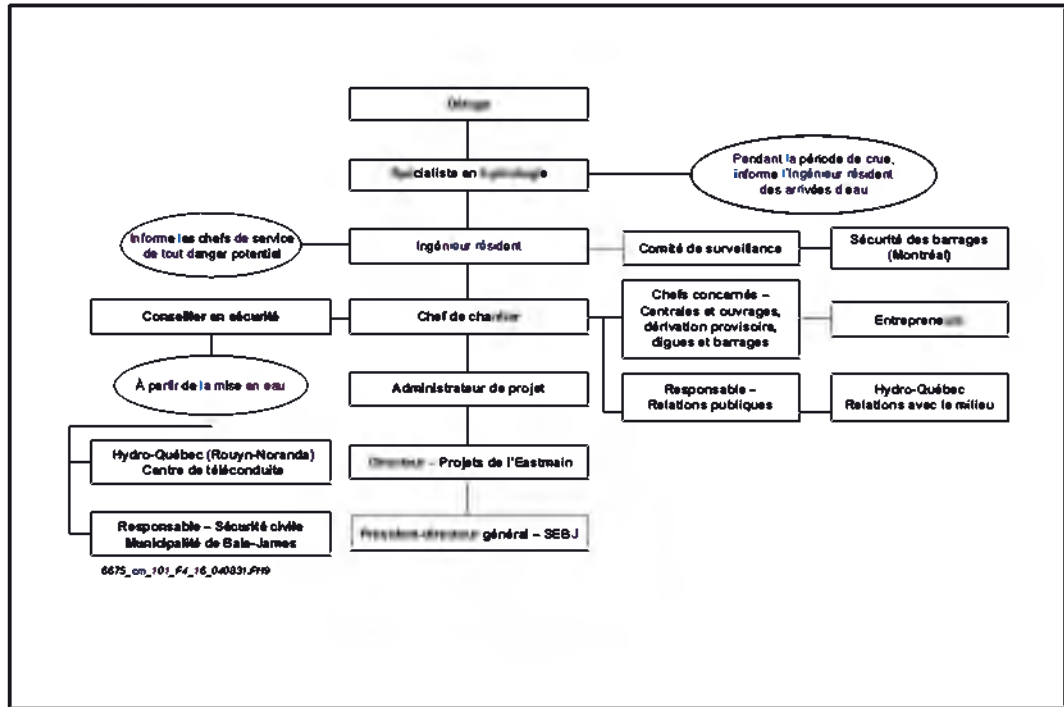 Spécialiste en
Pendant la période de crue,
informe l'ingénieur résident
des arrivées d'eau
Informe les chefs de service
de tout danger potentiel
Ingénieur résident
Comité de surveillance
Sécurité des barrages
(Montréal)
Conseiller en sécurité
Chef de chantier
Chefs concernés –
Centrales et ouvrages,
dérivation provisoire,
digues et barrages
Entrepreneurs
À partir de la mise en eau
Administrateur de projet
Responsable –
Relations publiques
Hydro-Québec
Relations avec le milieu
Hydro-Québec (Rouyn-Noranda)
Centre de téléconduite
– Projets de l'Eastmain
Responsable – Sécurité civile
Municipalité de Baie-James
général – SEBJ
6675_cm_101_F4_16_040831.FH9